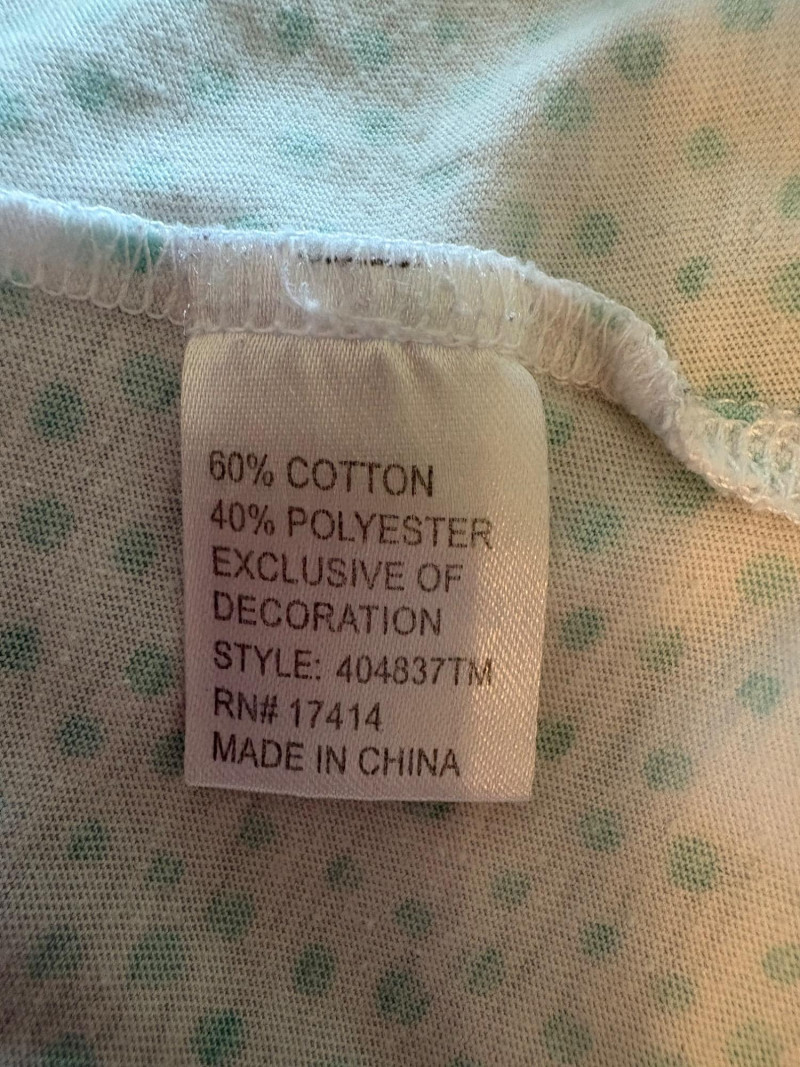 60% COTTON
40% POLYESTER
EXCLUSIVE OF
DECORATION
STYLE: 404837TM
RN# 17414
MADE IN CHINA